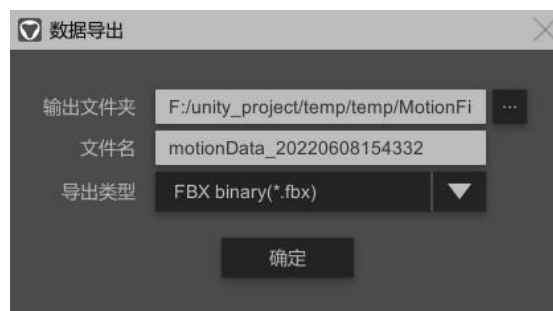 数据导出
输出文件夹 F:/unity_project/temp/temp/MotionFi ...
文件名 motionData_20220608154332
导出类型 FBX binary(*.fbx)
确定